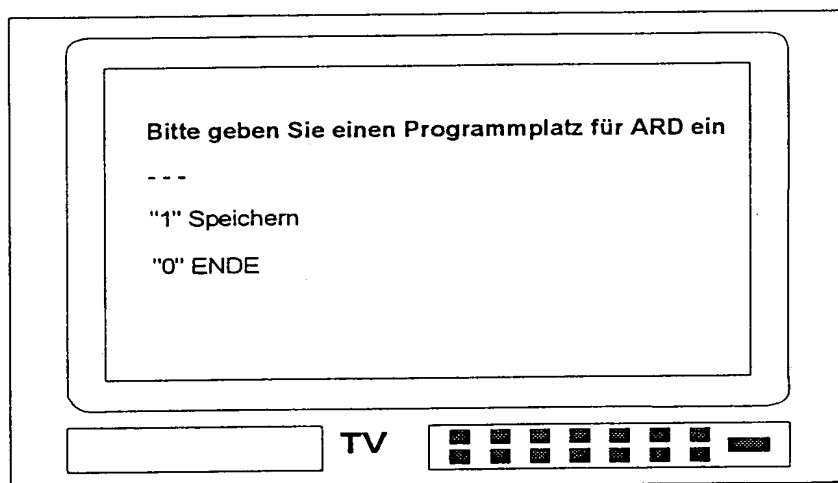 Bitte geben Sie einen Programmplatz für ARD ein
- - -
"1" Speichern
"0" ENDE
TV